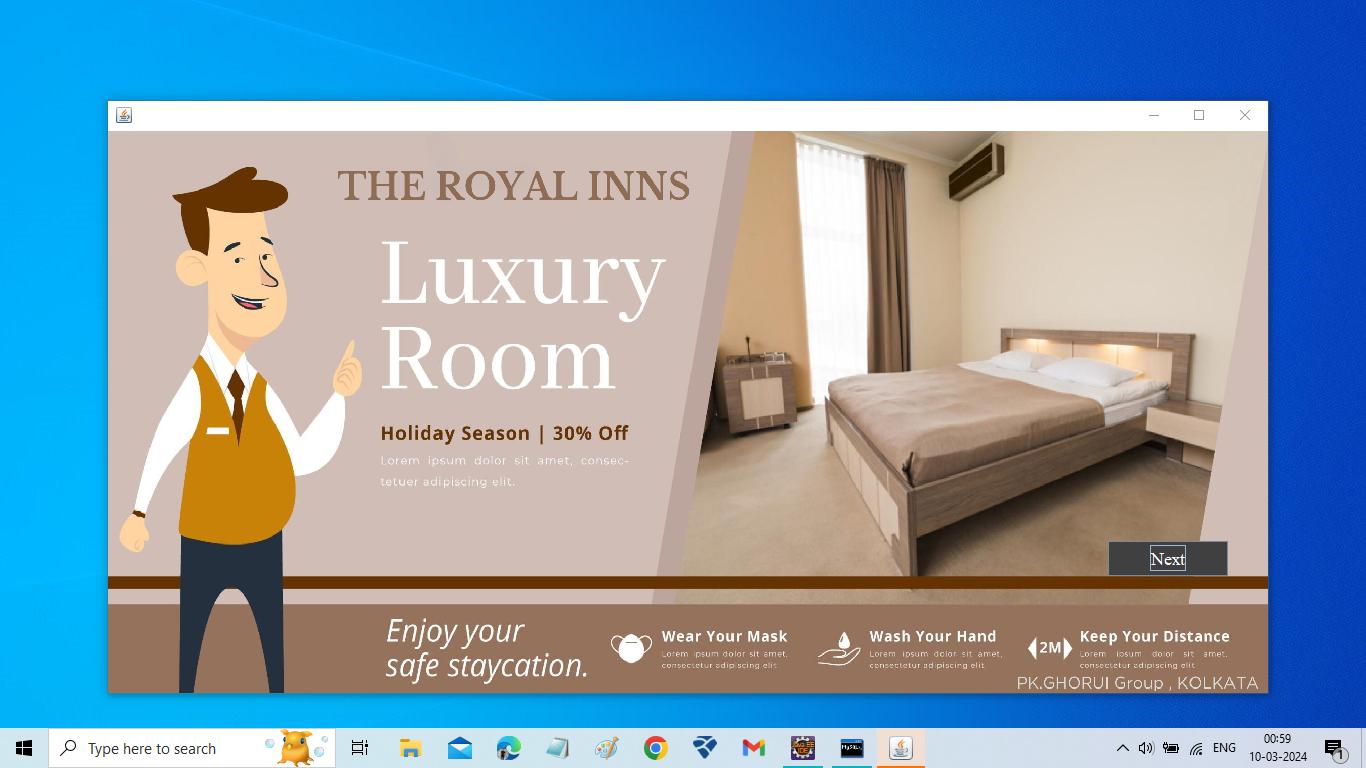 THE ROYAL INNS
Luxury
Room
Holiday Season | 30% Off
Lorem ipsum dolor sit amet, consec-
tetuer adipiscing elit.
Next
Enjoy your
safe staycation.
Wear Your Mask
Lorem ipsum dolor sit amet,
consectetur adipiscing elit
Wash Your Hand
Lorem ipsum dolor sit amet,
consectetur adipiscing elit
2M
Keep Your Distance
Lorem ipsum dolor sit amet,
consectetur adipiscing elit
PK.GHORUI Group , KOLKATA
Type here to search
ENG
00:59
10-03-2024
1